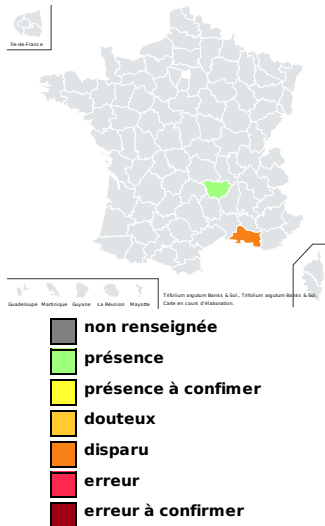 Île-de-France
Guadeloupe Martinique Guyane La Réunion Mayotte
Trifolium argutum Banks & Sol., Trifolium argutum Banks & Sol.
Carte en cours d'élaboration.
non renseignée
présence
présence à confimer
douteux
disparu
erreur
erreur à confirmer